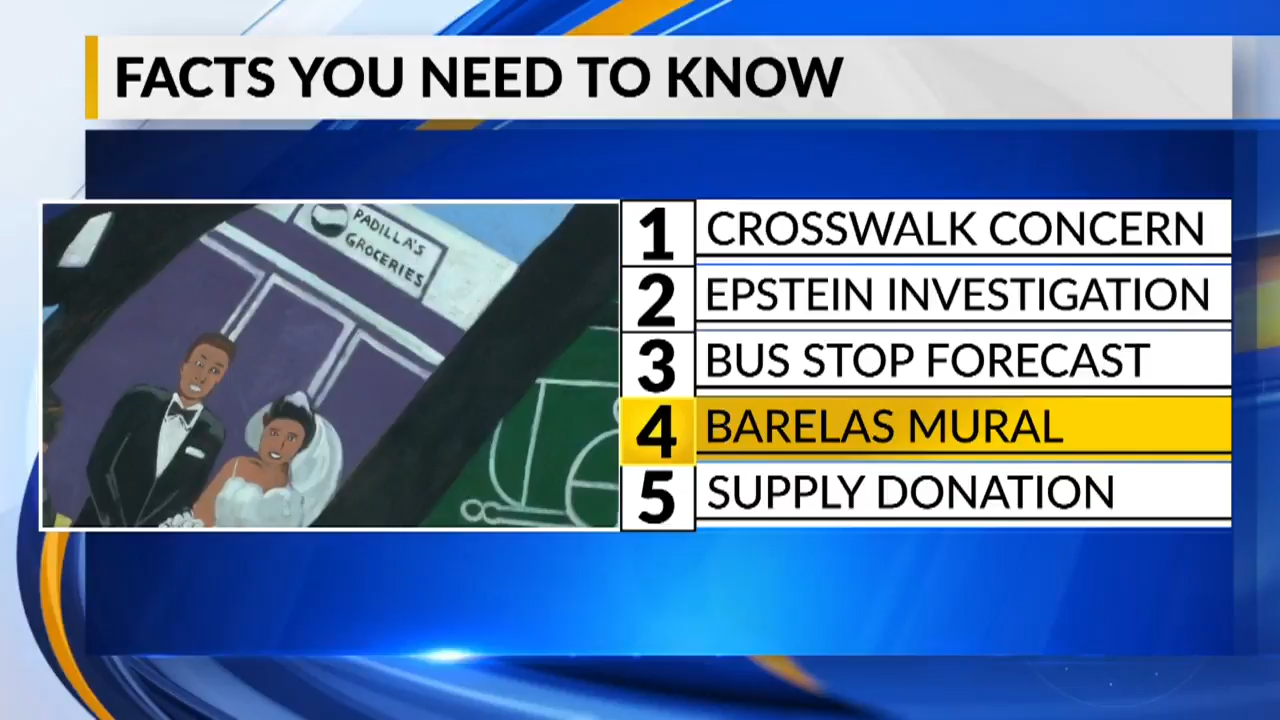 FACTS YOU NEED TO KNOW
PADILLA'S
GROCERIES
1 CROSSWALK CONCERN
2 EPSTEIN INVESTIGATION
3 BUS STOP FORECAST
4 BARELAS MURAL
5 SUPPLY DONATION